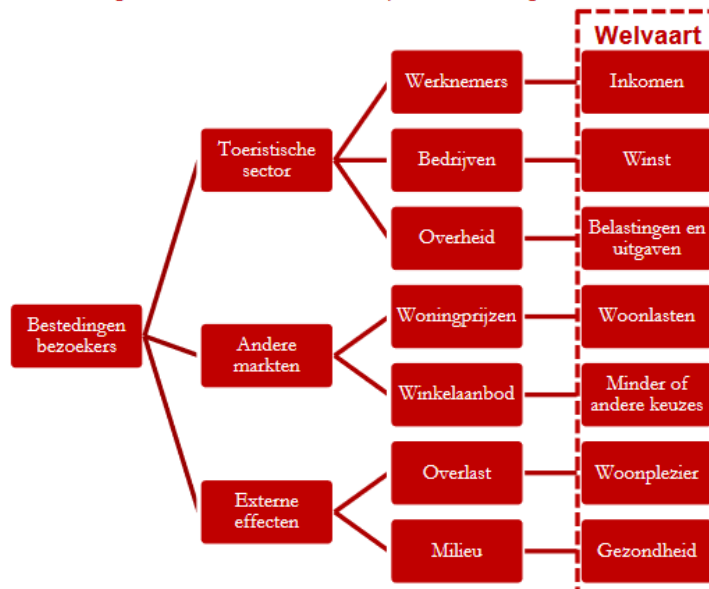 Welvaart
Werknemers
Inkomen
Toeristische
sector
Bedrijven
Winst
Overheid
Belastingen en
uitgaven
Bestedingen
bezoekers
Andere
markten
Woningprijzen
Woonlasten
Winkelaanbod
Minder of
andere keuzes
Externe
effecten
Overlast
Woonplezier
Milieu
Gezondheid